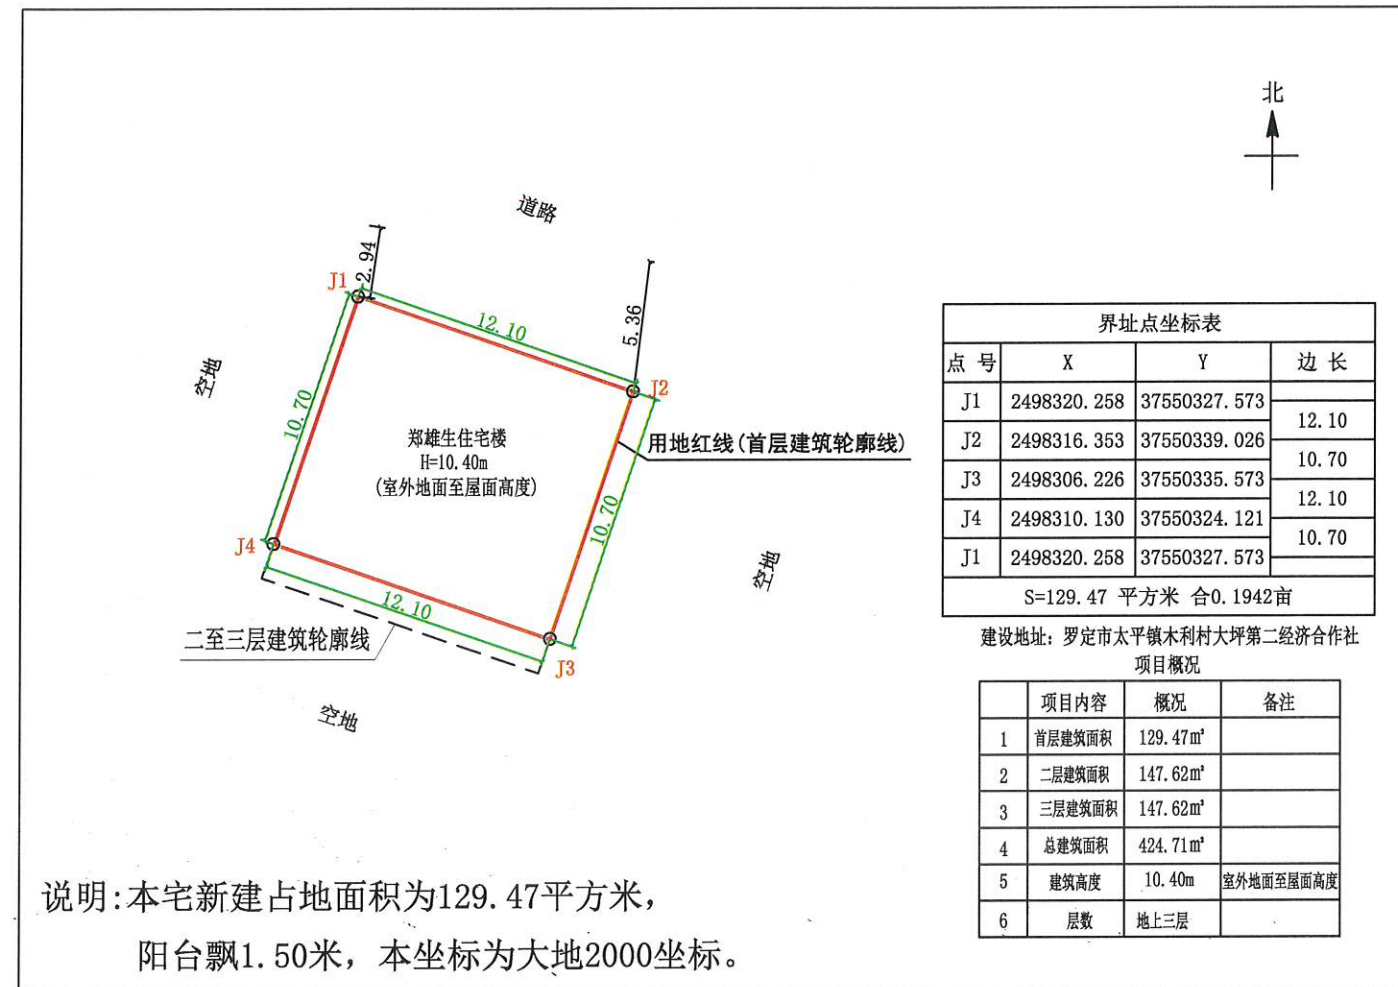 北
道路
J1
2.94
12.10
5.36
J2
空地
10.70
郑雄生住宅楼
H=10.40m
(室外地面至屋面高度)
用地红线(首层建筑轮廓线)
10.70
J4
12.10
空地
二至三层建筑轮廓线
J3
空地
界址点坐标表
点 号 X Y 边 长
J1 2498320.258 37550327.573
12.10
J2 2498316.353 37550339.026
10.70
J3 2498306.226 37550335.573
12.10
J4 2498310.130 37550324.121
10.70
J1 2498320.258 37550327.573
S=129.47 平方米 合0.1942亩
建设地址: 罗定市太平镇木利村大坪第二经济合作社
项目概况
项目内容 概况 备注
1 首层建筑面积 129.47m²
2 二层建筑面积 147.62m²
3 三层建筑面积 147.62m²
4 总建筑面积 424.71m²
5 建筑高度 10.40m 室外地面至屋面高度
6 层数 地上三层
说明:本宅新建占地面积为129.47平方米,
阳台飘1.50米, 本坐标为大地2000坐标。